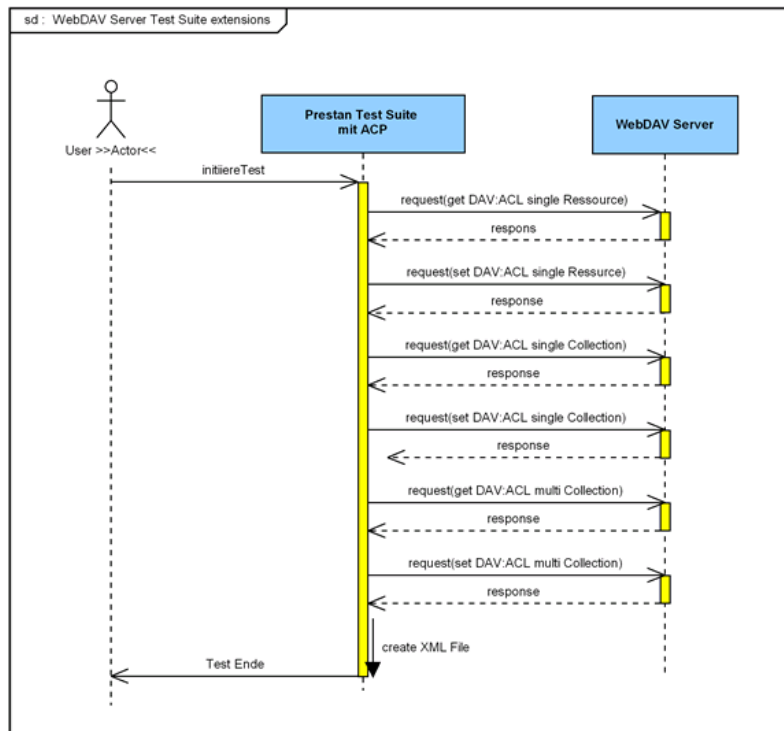 sd : WebDAV Server Test Suite extensions
User >>Actor<<
Prestan Test Suite
mit ACP
WebDAV Server
initiiereTest
request(get DAV:ACL single Ressource)
respons
request(set DAV:ACL single Resource)
response
request(get DAV:ACL single Collection)
response
request(set DAV:ACL single Collection)
response
request(get DAV:ACL multi Collection)
response
request(set DAV:ACL multi Collection)
response
create XML File
Test Ende